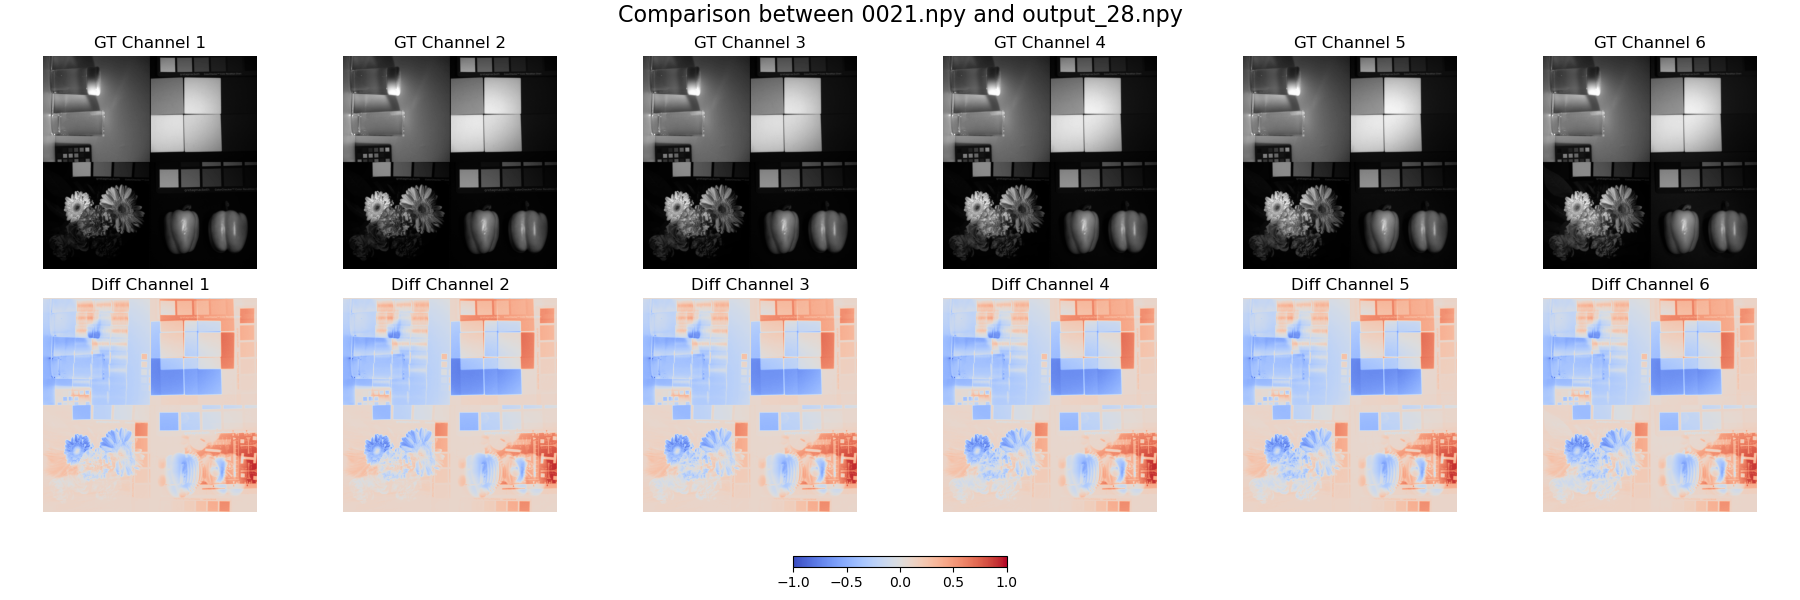 Comparison between 0021.npy and output_28.npy
GT Channel 1 GT Channel 2 GT Channel 3 GT Channel 4 GT Channel 5 GT Channel 6
Diff Channel 1 Diff Channel 2 Diff Channel 3 Diff Channel 4 Diff Channel 5 Diff Channel 6
−1.0 −0.5 0.0 0.5 1.0